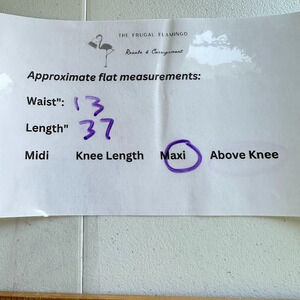 THE FRUGAL FLAMINGO
Resale & Consignment
Approximate flat measurements:
Waist": 13
Length" 37
Midi Knee Length Maxi Above Knee